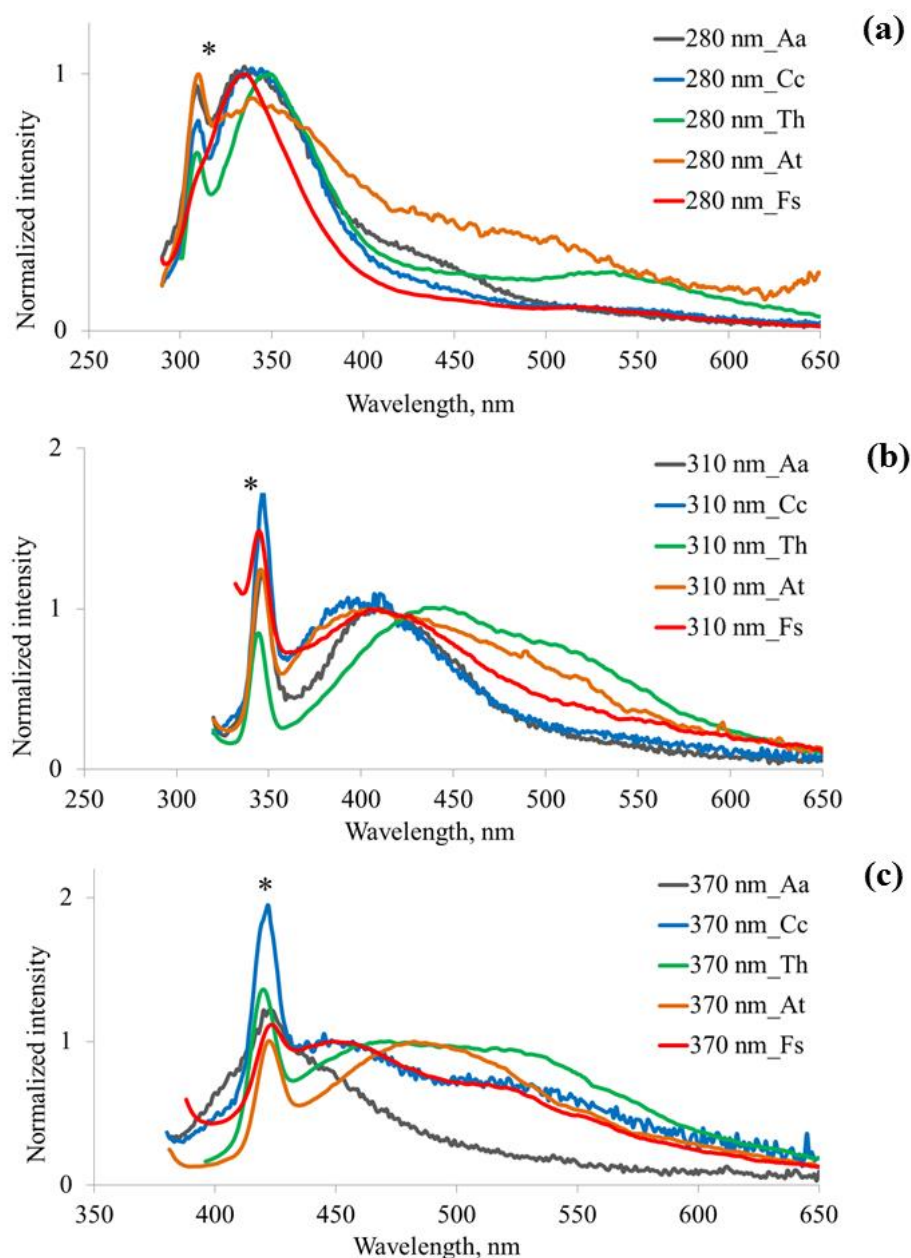 (a)
*
280 nm_Aa
280 nm_Cc
280 nm_Th
280 nm_At
280 nm_Fs
Normalized intensity
1
0
250 300 350 400 450 500 550 600 650
Wavelength, nm
(b)
*
310 nm_Aa
310 nm_Cc
310 nm_Th
310 nm_At
310 nm_Fs
Normalized intensity
2
1
0
250 300 350 400 450 500 550 600 650
Wavelength, nm
(c)
*
370 nm_Aa
370 nm_Cc
370 nm_Th
370 nm_At
370 nm_Fs
Normalized intensity
2
1
0
350 400 450 500 550 600 650
Wavelength, nm